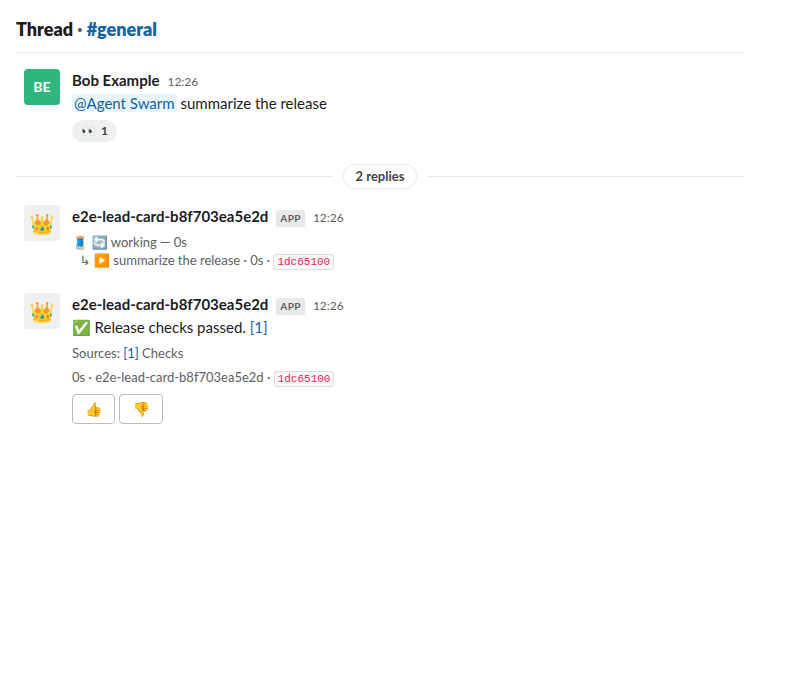 Thread • #general
BE
Bob Example 12:26
@Agent Swarm summarize the release
👀 1
2 replies
e2e-lead-card-b8f703ea5e2d APP 12:26
🧵 🔄 working — 0s
↳ ▶️ summarize the release · 0s · 1dc65100
e2e-lead-card-b8f703ea5e2d APP 12:26
✅ Release checks passed. [1]
Sources: [1] Checks
0s · e2e-lead-card-b8f703ea5e2d · 1dc65100
👍 👎